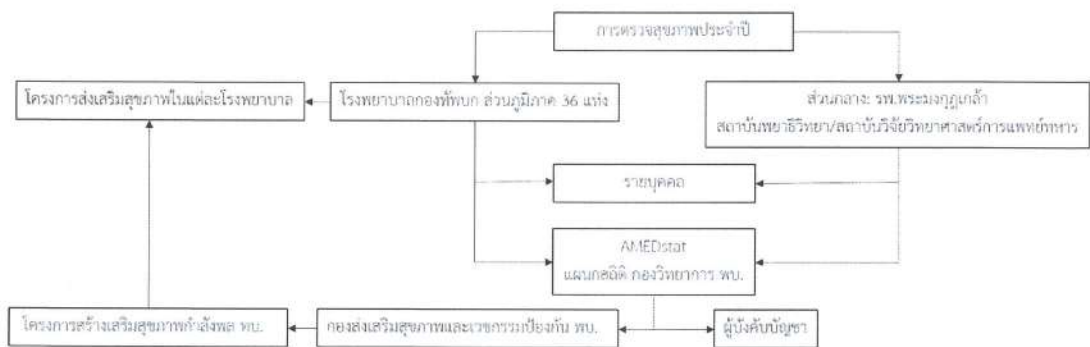 การตรวจสุขภาพประจำปี
โครงการส่งเสริมสุขภาพในแต่ละโรงพยาบาล
โรงพยาบาลกองทัพบก ส่วนภูมิภาค 36 แห่ง
ส่วนกลาง: รพ.พระมงกุฎเกล้า
สถาบันพยาธิวิทยา/สถาบันวิจัยวิทยาศาสตร์การแพทย์ทหาร
รายบุคคล
AMEDstat
แผนกสถิติ กองวิทยาการ พบ.
โครงการสร้างเสริมสุขภาพกำลังพล ทบ.
กองส่งเสริมสุขภาพและเวชกรรมป้องกัน พบ.
ผู้บังคับบัญชา